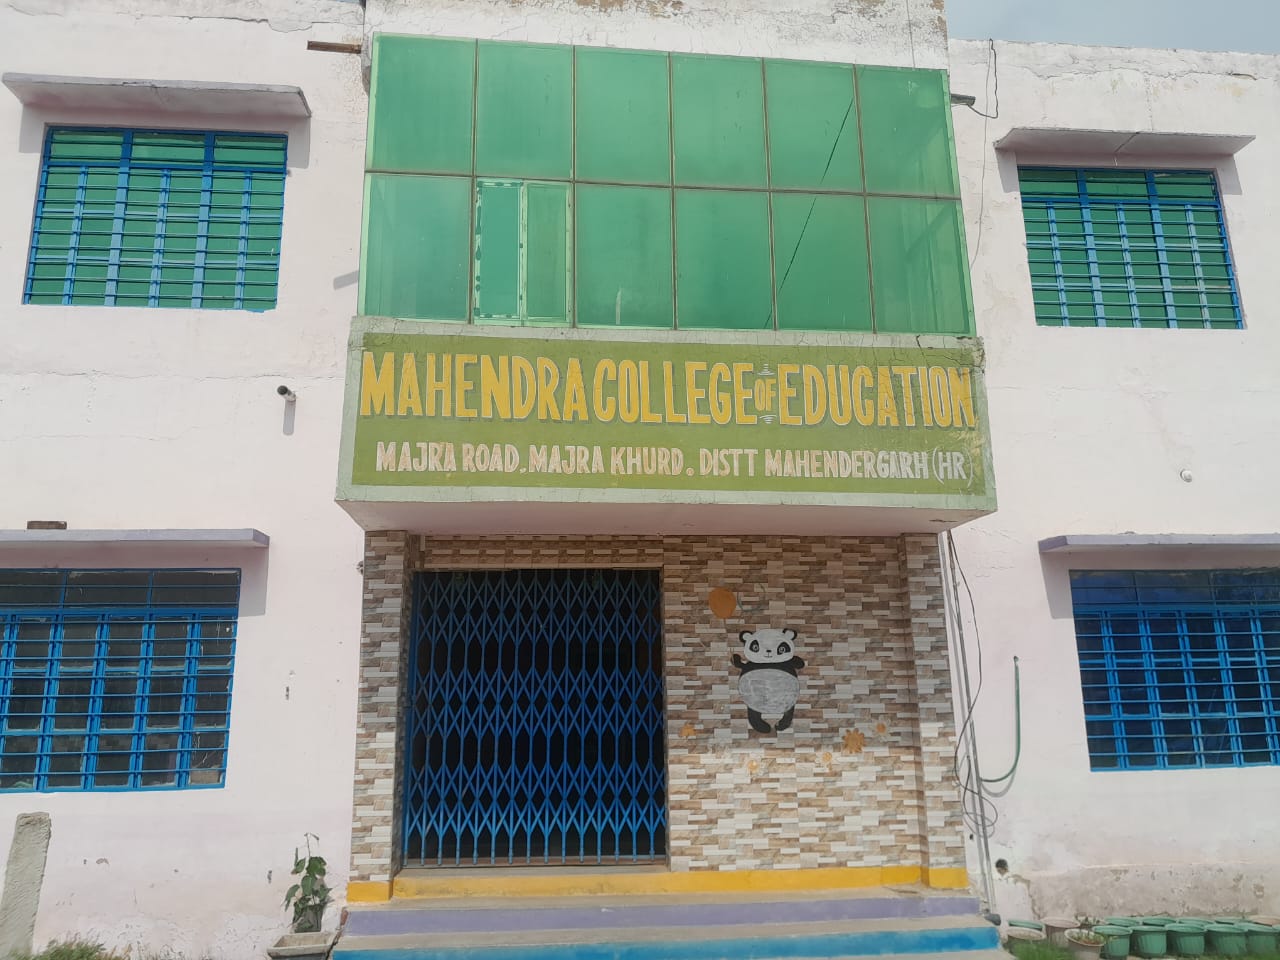 MAHENDRA COLLEGE OF EDUCATION
MAJRA ROAD. MAJRA KHURD. DISTT MAHENDERGARH (HR)